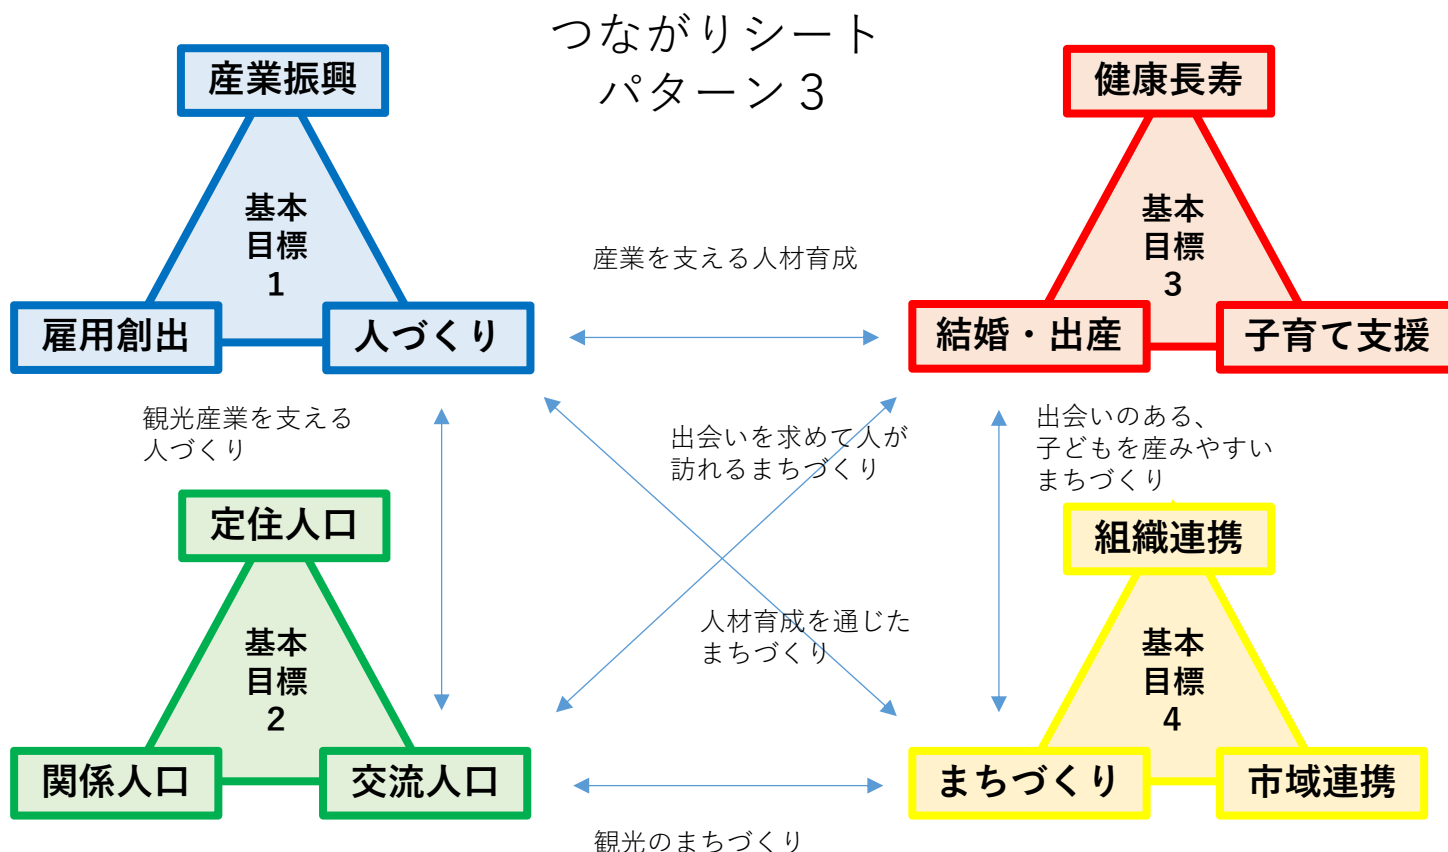 つながりシート
パターン３
産業振興
基本
目標
1
雇用創出
人づくり
健康長寿
基本
目標
3
結婚・出産
子育て支援
産業を支える人材育成
観光産業を支える
人づくり
出会いを求めて人が
訪れるまちづくり
出会いのある、
子どもを産みやすい
まちづくり
人材育成を通じた
まちづくり
定住人口
基本
目標
2
関係人口
交流人口
組織連携
基本
目標
4
まちづくり
市域連携
観光のまちづくり